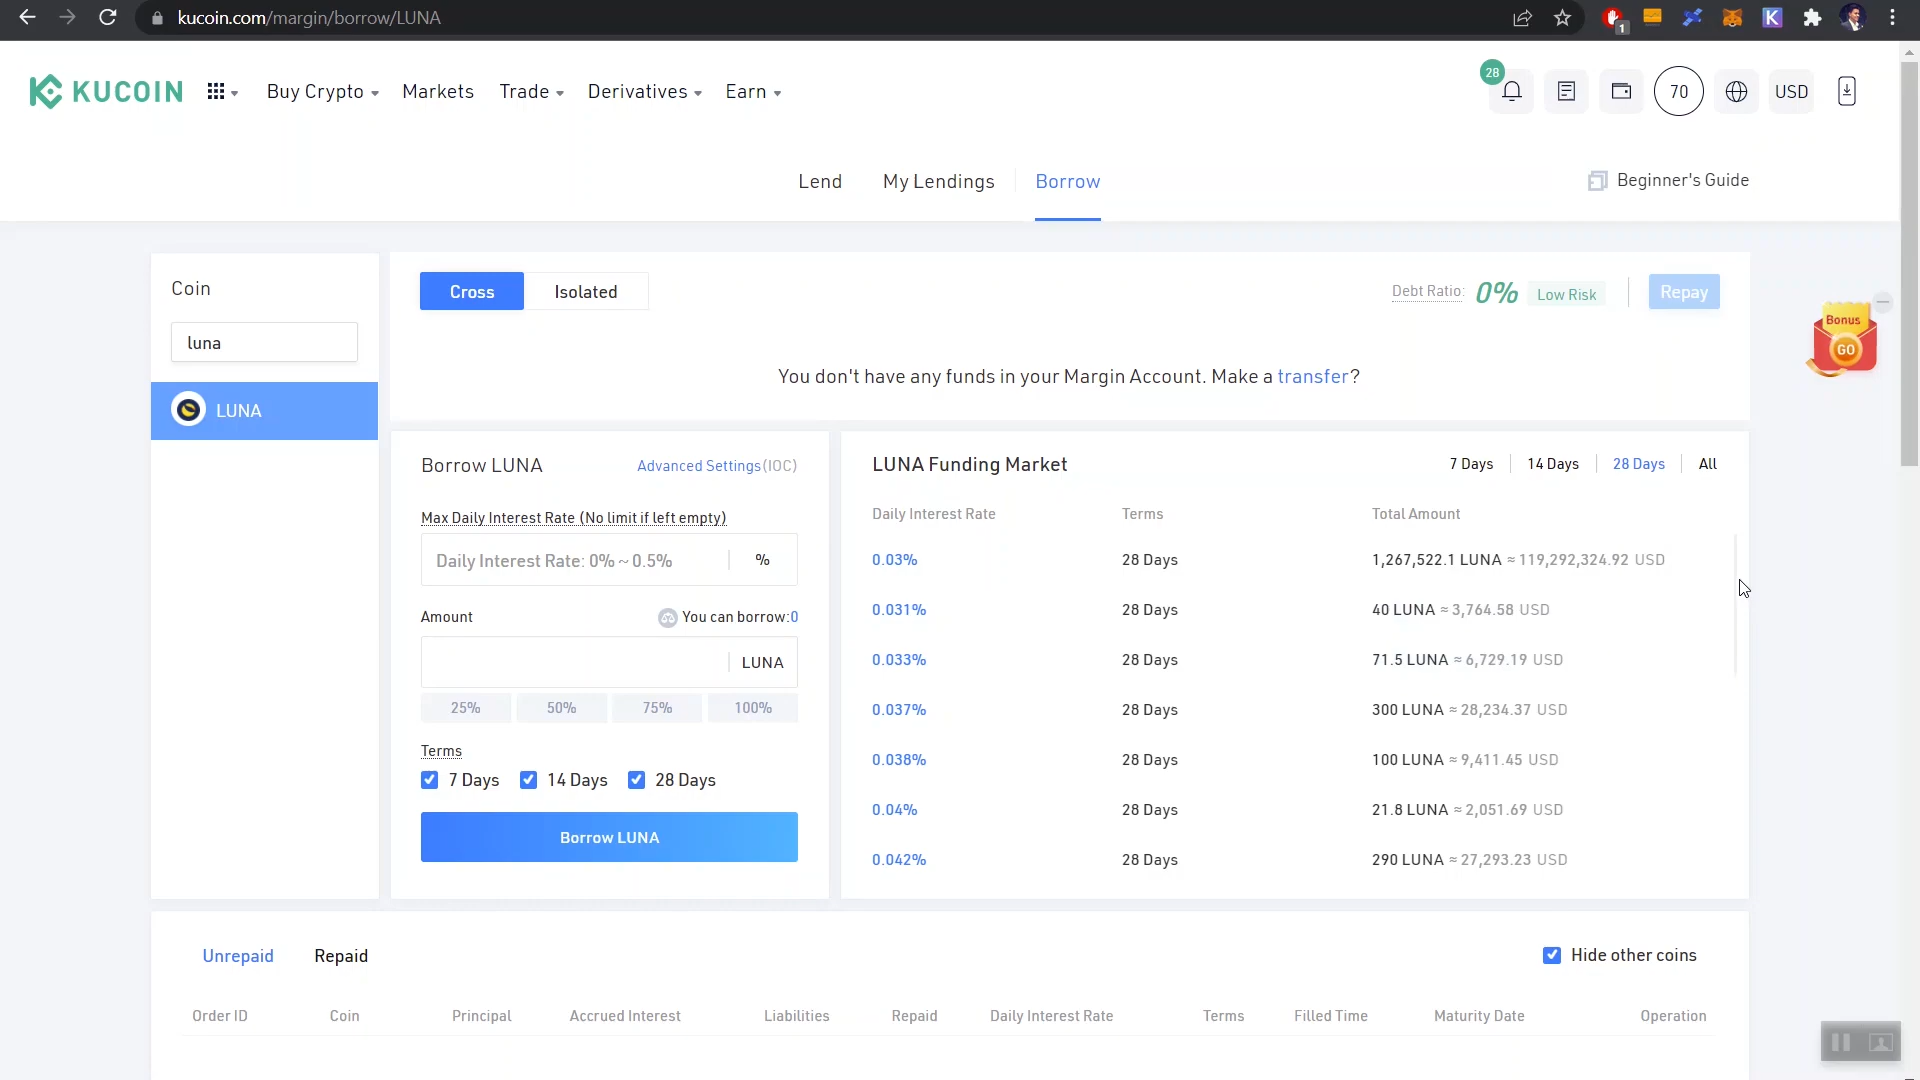 kucoin.com/margin/borrow/LUNA
1
K
KUCOIN
Buy Crypto
Markets
Trade
Derivatives
Earn
28
70
USD
Lend
My Lendings
Borrow
Beginner's Guide
Coin
luna
LUNA
Cross
Isolated
Debt Ratio:
0%
Low Risk
Repay
Bonus
GO
You don't have any funds in your Margin Account. Make a transfer?
Borrow LUNA
Advanced Settings(IOC)
Max Daily Interest Rate (No limit if left empty)
Daily Interest Rate: 0% ~ 0.5%
%
Amount
You can borrow:0
LUNA
25%
50%
75%
100%
Terms
7 Days
14 Days
28 Days
Borrow LUNA
LUNA Funding Market
7 Days
14 Days
28 Days
All
Daily Interest Rate Terms Total Amount
0.03% 28 Days 1,267,522.1 LUNA ≈ 119,292,324.92 USD
0.031% 28 Days 40 LUNA ≈ 3,764.58 USD
0.033% 28 Days 71.5 LUNA ≈ 6,729.19 USD
0.037% 28 Days 300 LUNA ≈ 28,234.37 USD
0.038% 28 Days 100 LUNA ≈ 9,411.45 USD
0.04% 28 Days 21.8 LUNA ≈ 2,051.69 USD
0.042% 28 Days 290 LUNA ≈ 27,293.23 USD
Unrepaid
Repaid
Hide other coins
Order ID Coin Principal Accrued Interest Liabilities Repaid Daily Interest Rate Terms Filled Time Maturity Date Operation